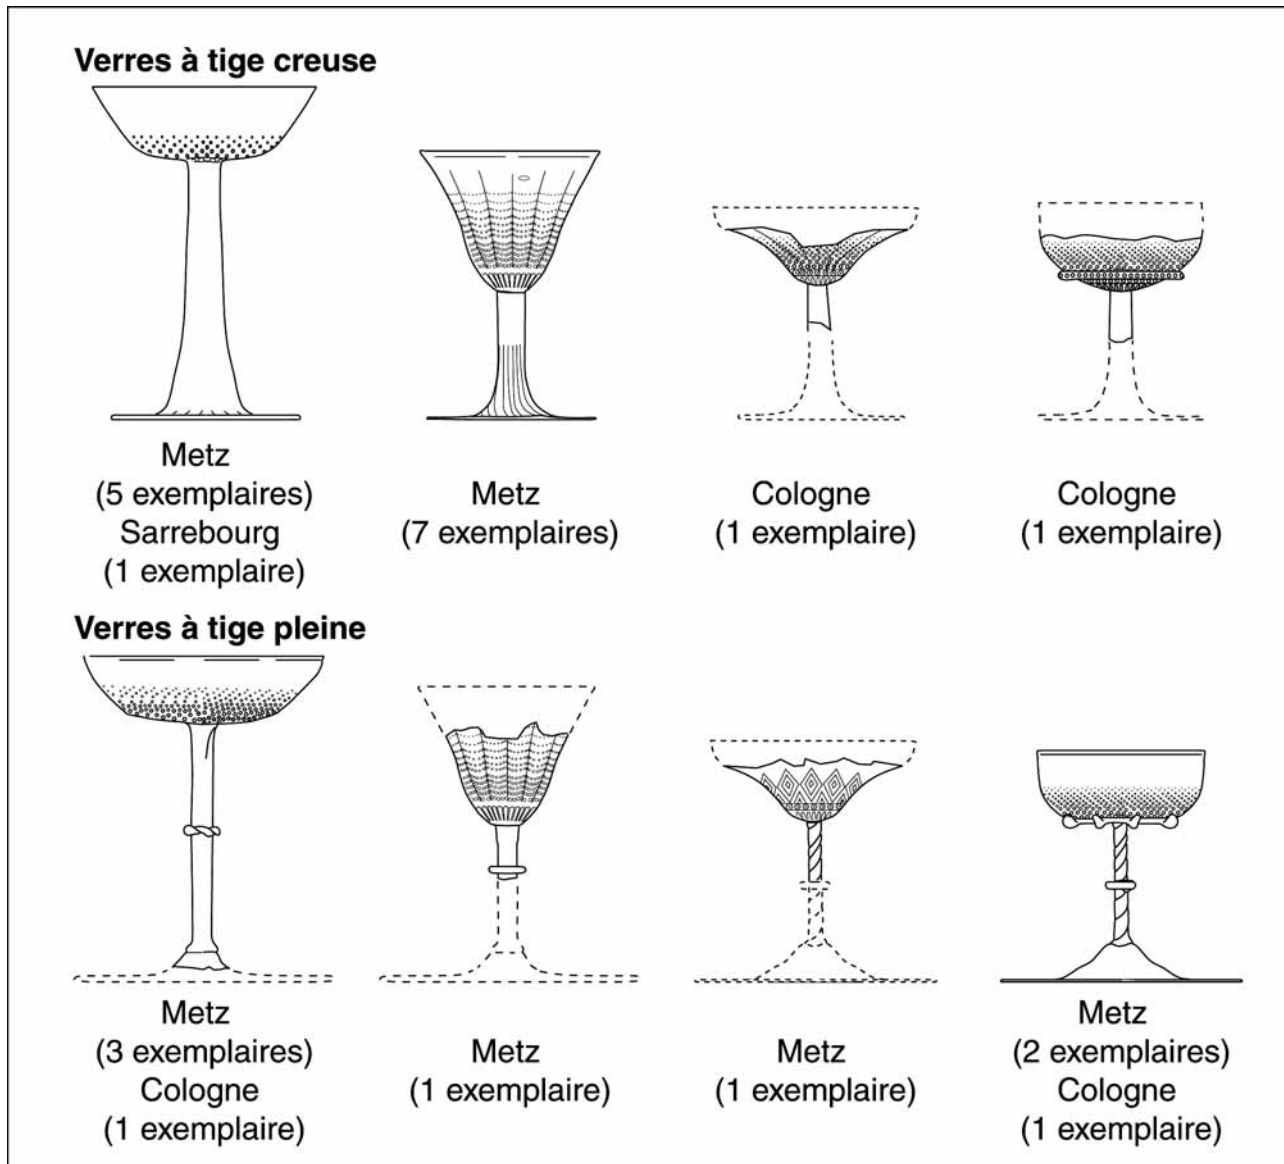 Verres à tige creuse
Metz
(5 exemplaires)
Sarrebourg
(1 exemplaire)
Metz
(7 exemplaires)
Cologne
(1 exemplaire)
Cologne
(1 exemplaire)
Verres à tige pleine
Metz
(3 exemplaires)
Cologne
(1 exemplaire)
Metz
(1 exemplaire)
Metz
(1 exemplaire)
Metz
(2 exemplaires)
Cologne
(1 exemplaire)